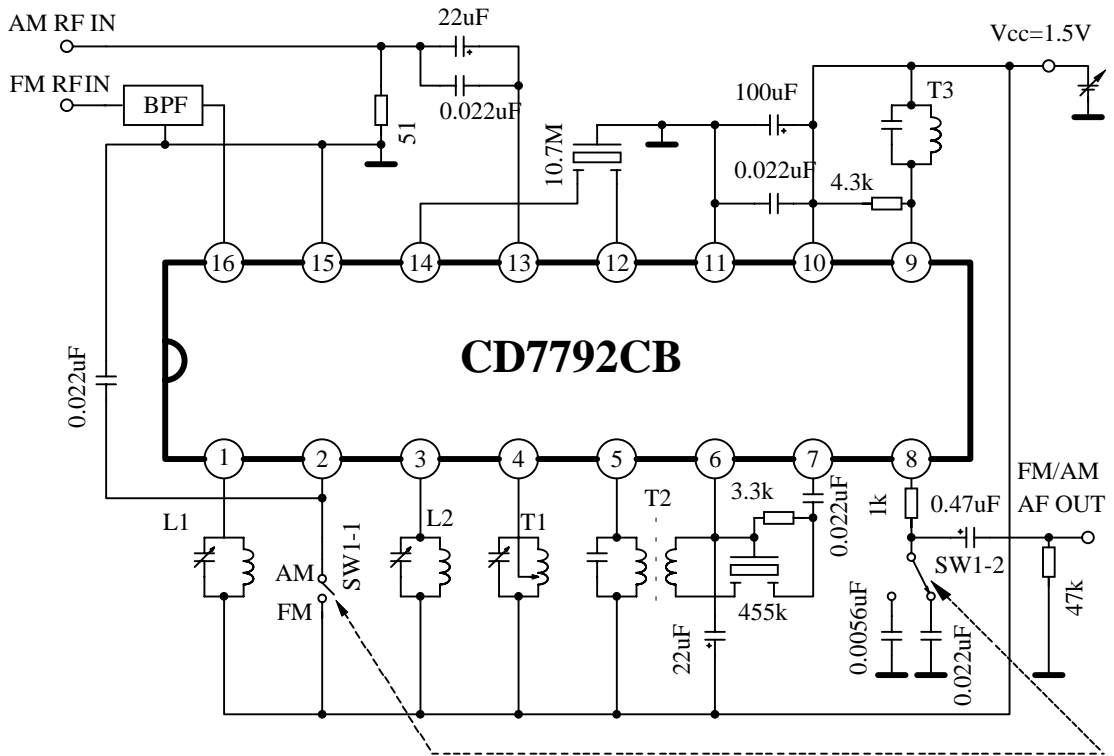 AM RF IN
22uF
Vcc=1.5V
FM RFIN
BPF
0.022uF
51
10.7M
100uF
T3
0.022uF
4.3k
16
15
14
13
12
11
10
9
CD7792CB
0.022uF
1
2
3
4
5
6
7
8
L1
SW1-1
AM
FM
L2
T1
T2
3.3k
455k
22uF
0.022uF
1k
0.47uF
FM/AM
AF OUT
SW1-2
0.0056uF
0.022uF
47k